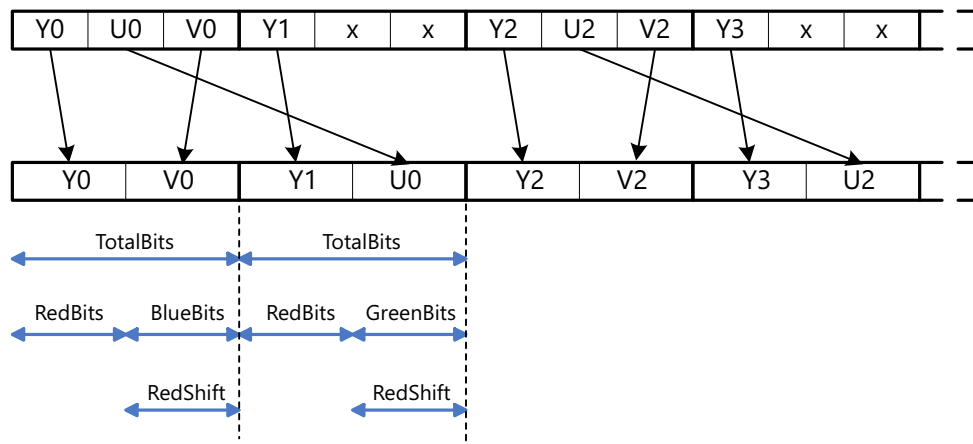 Y0 U0 V0 Y1 x x Y2 U2 V2 Y3 x x
Y0 V0 Y1 U0 Y2 V2 Y3 U2
TotalBits TotalBits
RedBits BlueBits RedBits GreenBits
RedShift RedShift